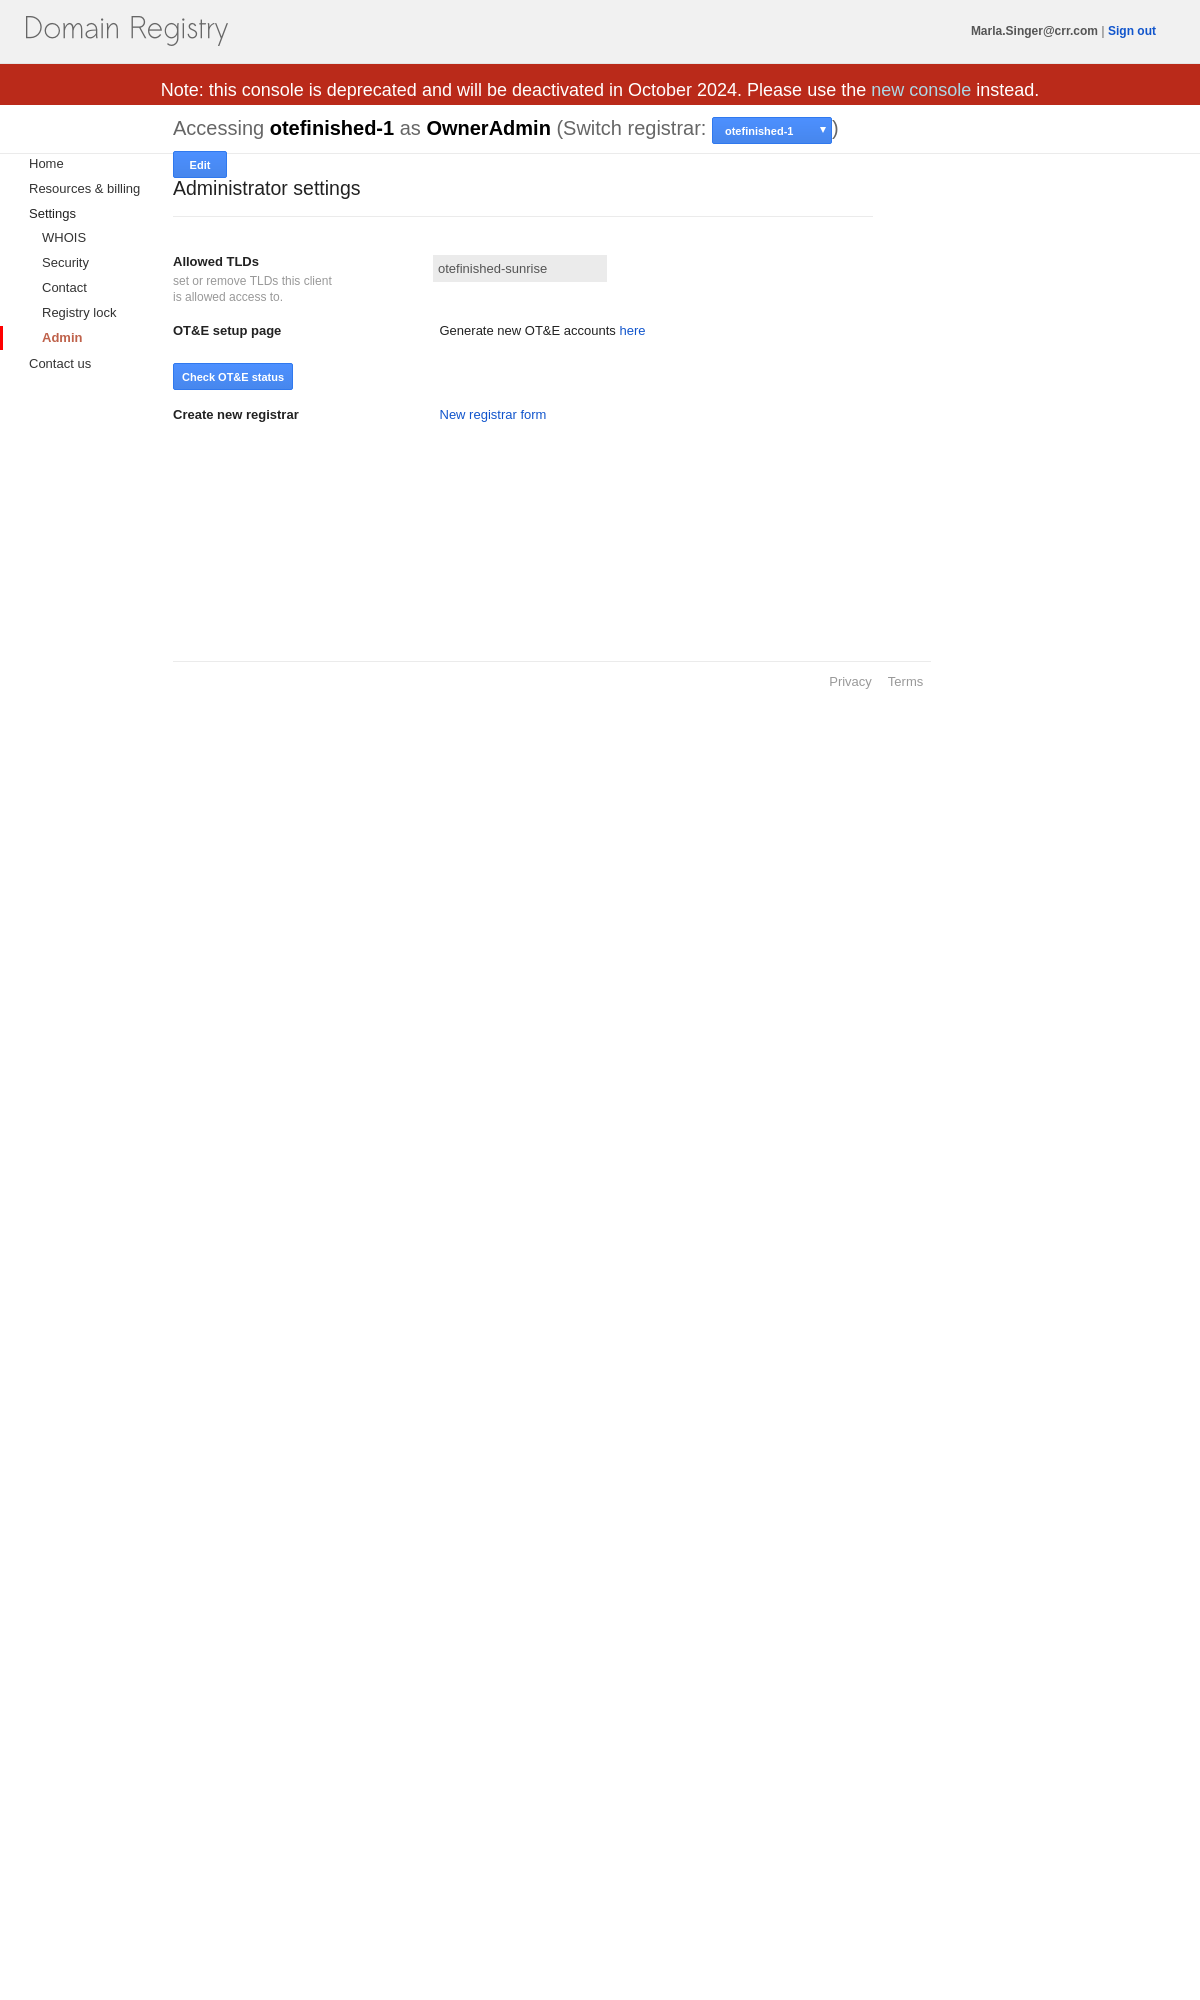 Domain Registry
Marla.Singer@crr.com | Sign out
Note: this console is deprecated and will be deactivated in October 2024. Please use the new console instead.
Accessing otefinished-1 as OwnerAdmin (Switch registrar: otefinished-1 ▼)
Home
Resources & billing
Settings
WHOIS
Security
Contact
Registry lock
Admin
Contact us
Edit
Administrator settings
Allowed TLDs
set or remove TLDs this client
is allowed access to.
otefinished-sunrise
OT&E setup page
Generate new OT&E accounts here
Check OT&E status
Create new registrar
New registrar form
Privacy Terms